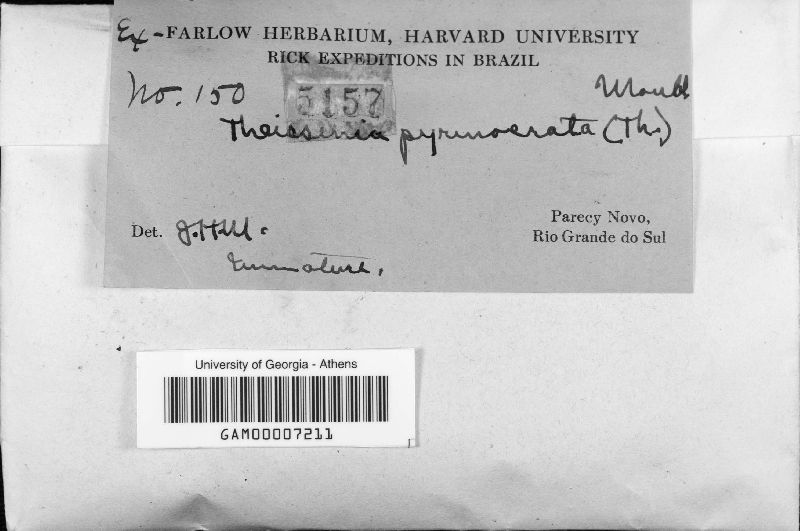 Ex-FARLOW HERBARIUM, HARVARD UNIVERSITY
RICK EXPEDITIONS IN BRAZIL
No. 150
5157
Theissenia pyrenocrata (Th.)
Det. J.H.M.
Immature.
Parecy Novo,
Rio Grande do Sul
University of Georgia - Athens
GAM00007211